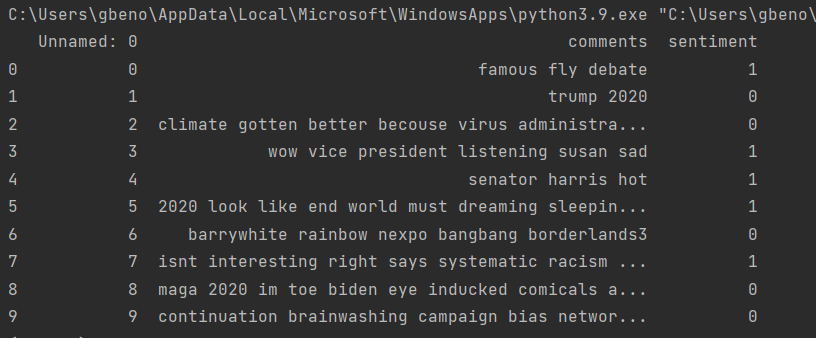 C:\Users\gbeno\AppData\Local\Microsoft\WindowsApps\python3.9.exe "C:\Users\gbeno\
Unnamed: 0 comments sentiment
0 0 famous fly debate 1
1 1 trump 2020 0
2 2 climate gotten better becouse virus administra... 0
3 3 wow vice president listening susan sad 1
4 4 senator harris hot 1
5 5 2020 look like end world must dreaming sleepin... 1
6 6 barrywhite rainbow nexpo bangbang borderlands3 0
7 7 isnt interesting right says systematic racism ... 1
8 8 maga 2020 im toe biden eye inducked comicals a... 0
9 9 continuation brainwashing campaign bias networ... 0